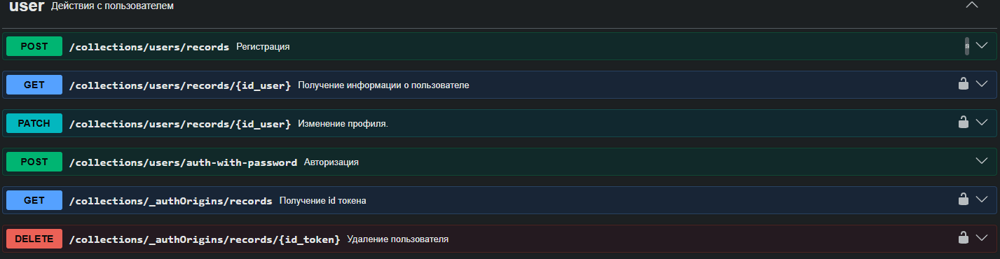 user Действия с пользователем
POST /collections/users/records Регистрация
GET /collections/users/records/{id_user} Получение информации о пользователе
PATCH /collections/users/records/{id_user} Изменение профиля.
POST /collections/users/auth-with-password Авторизация
GET /collections/_authOrigins/records Получение id токена
DELETE /collections/_authOrigins/records/{id_token} Удаление пользователя